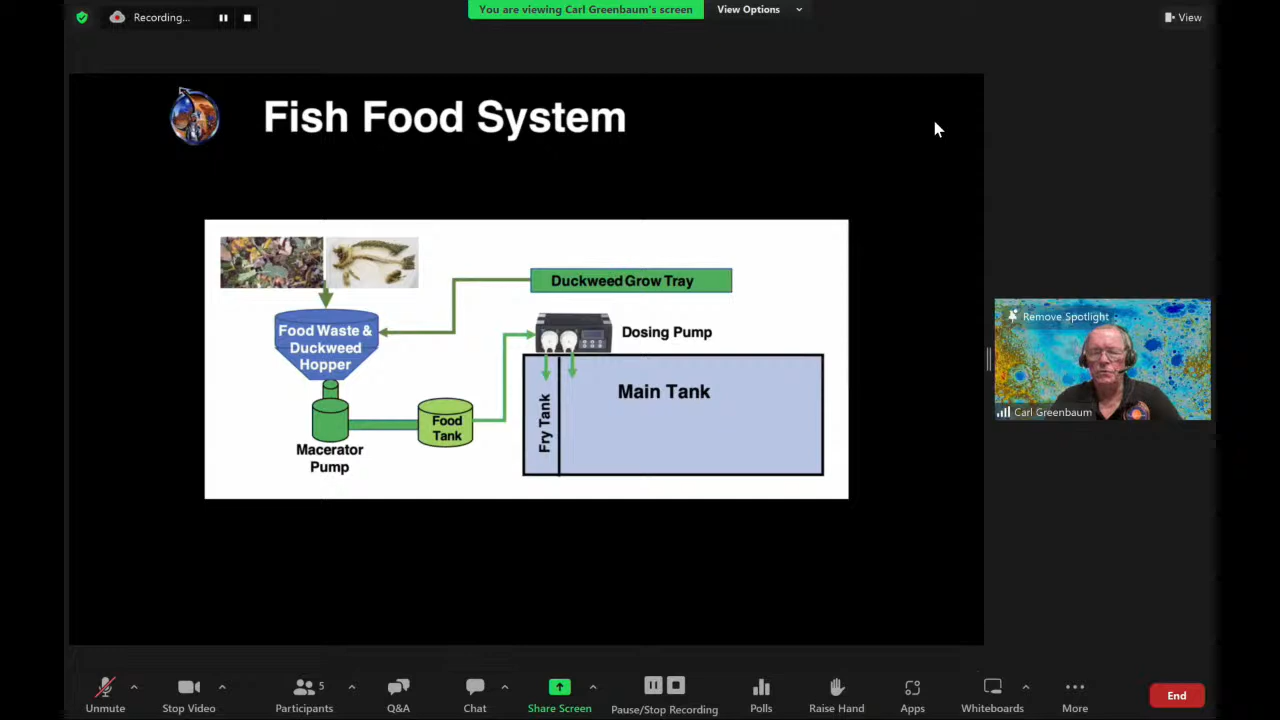 Recording...
You are viewing Carl Greenbaum's screen
View Options
View
Fish Food System
Duckweed Grow Tray
Food Waste &
Duckweed
Hopper
Dosing Pump
Main Tank
Fry Tank
Food
Tank
Macerator
Pump
Remove Spotlight
Carl Greenbaum
5
Unmute
Stop Video
Participants
Q&A
Chat
Share Screen
Pause/Stop Recording
Polls
Raise Hand
Apps
Whiteboards
More
End